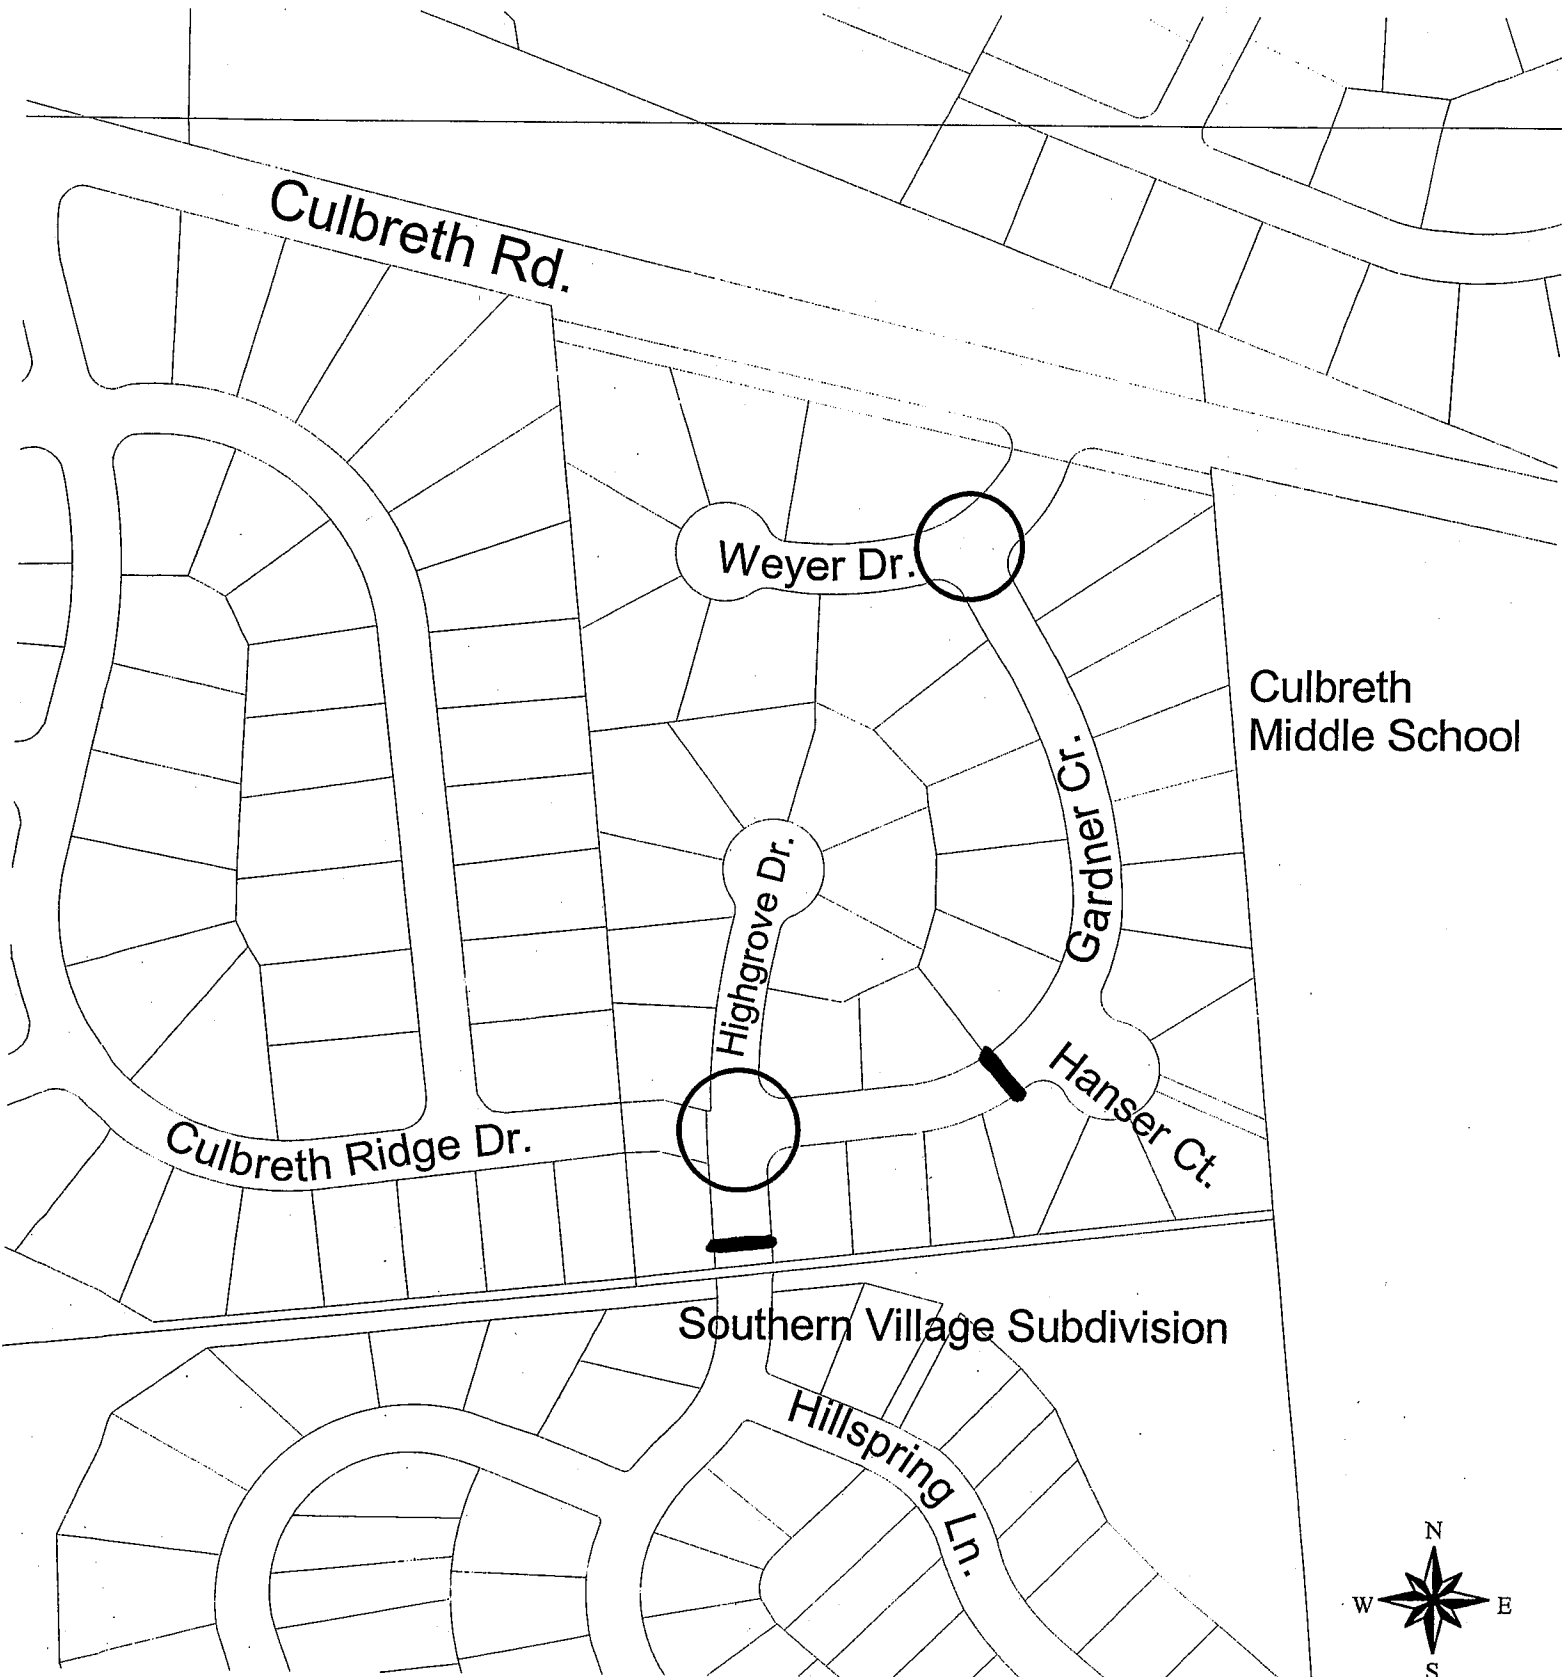 Culbreth Rd.
Weyer Dr.
Culbreth
Middle School
Gardner Cr.
Highgrove Dr.
Hanser Ct.
Culbreth Ridge Dr.
Southern Village Subdivision
Hillspring Ln.
N
W
E
S